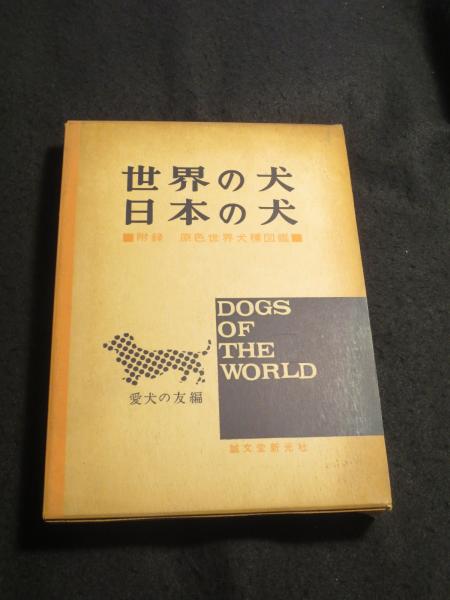 世界の犬
日本の犬
■附録 原色世界犬種図鑑■
DOGS
OF
THE
WORLD
愛犬の友編
誠文堂新光社